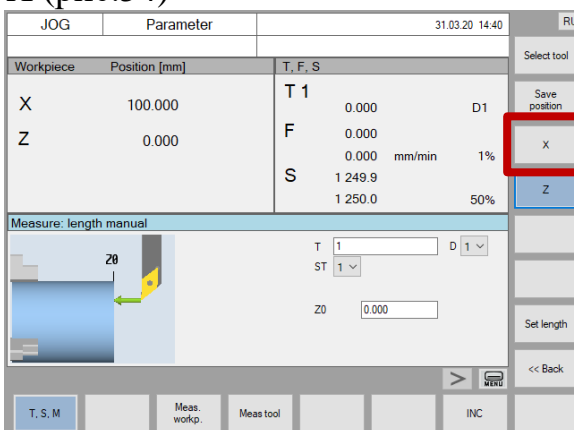 JOG Parameter 31.03.20 14:40
Select tool
Workpiece Position [mm] T, F, S
Save position
X 100.000 T 1 0.000 D1
X
Z 0.000 F 0.000
0.000 mm/min 1%
S 1 249.9
Z
1 250.0 50%
Measure: length manual
T 1 D 1
Z0
ST 1
Z0 0.000
Set length
<< Back
> MENU
T, S, M Meas. workp. Meas tool INC